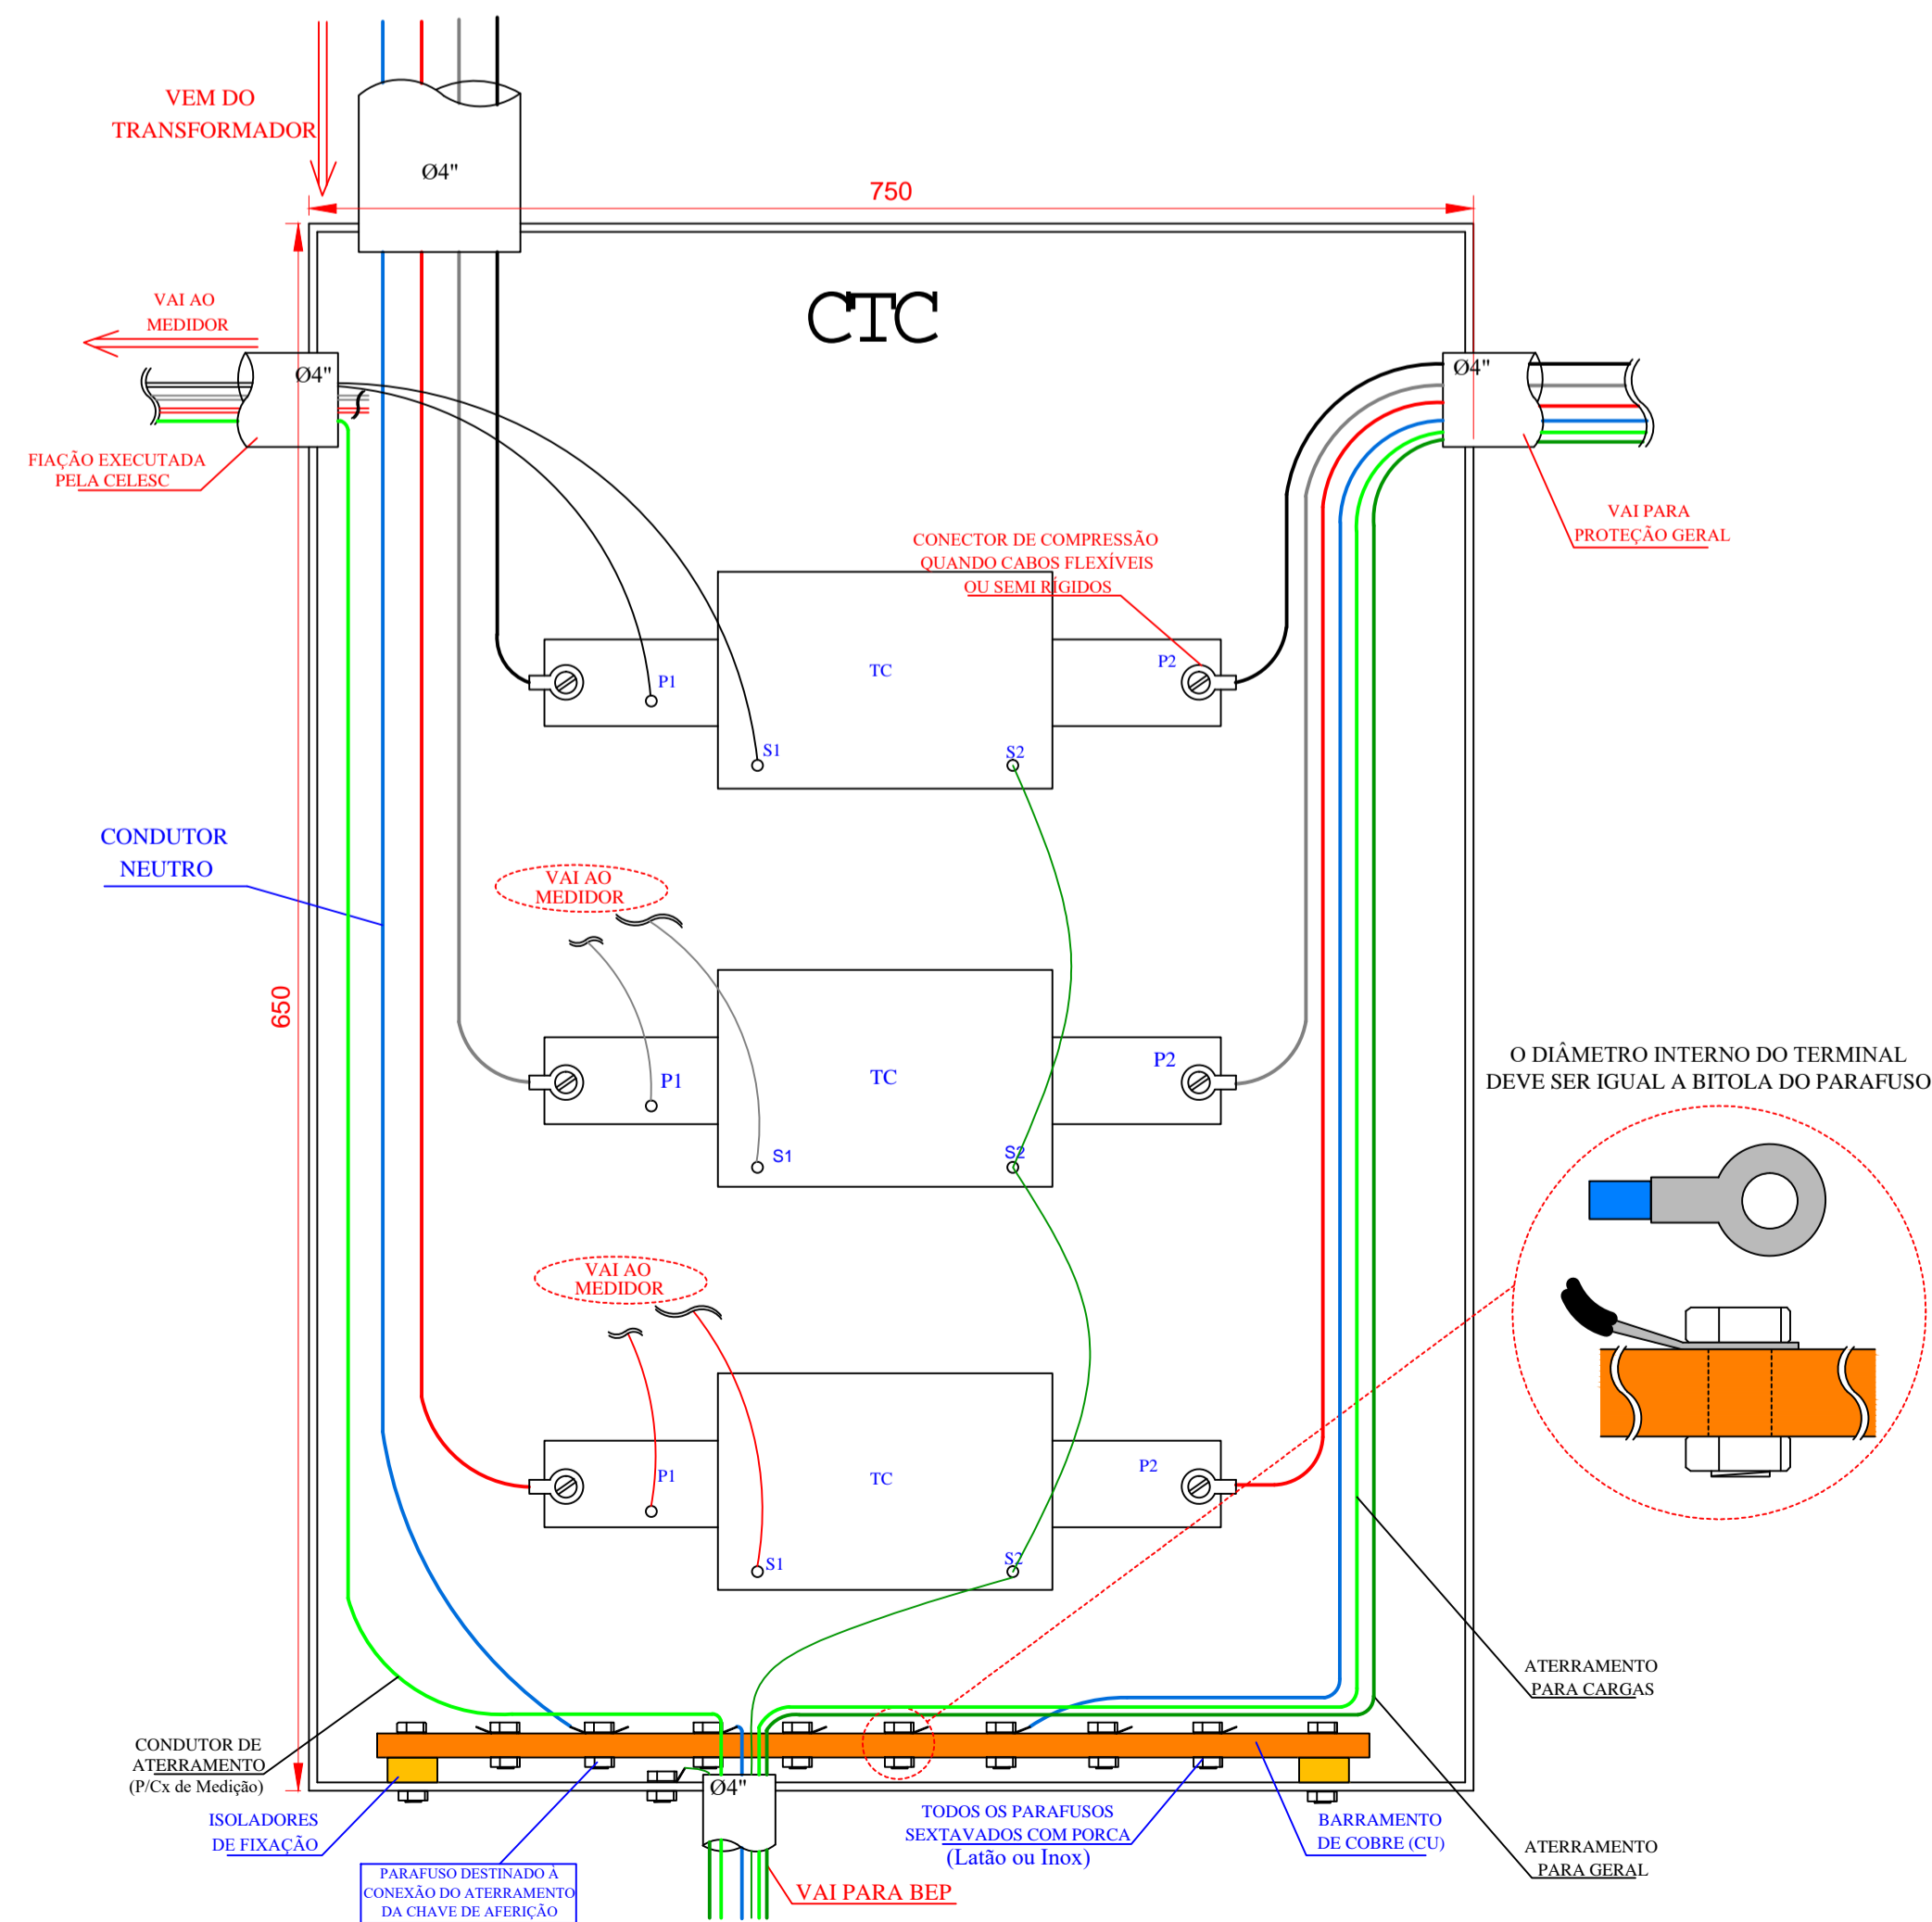 VEM DO
TRANSFORMADOR
Ø4"
750
VAI AO
MEDIDOR
CTC
Ø4"
Ø4"
FIAÇÃO EXECUTADA
PELA CELESC
VAI PARA
PROTEÇÃO GERAL
CONECTOR DE COMPRESSÃO
QUANDO CABOS FLEXÍVEIS
OU SEMI RÍGIDOS
P1
TC
P2
S1
S2
CONDUTOR
NEUTRO
VAI AO
MEDIDOR
650
P1
TC
P2
S1
S2
O DIÂMETRO INTERNO DO TERMINAL
DEVE SER IGUAL A BITOLA DO PARAFUSO
VAI AO
MEDIDOR
P1
TC
P2
S1
S2
ATERRAMENTO
PARA CARGAS
CONDUTOR DE
ATERRAMENTO
(P/Cx de Medição)
Ø4"
ISOLADORES
DE FIXAÇÃO
TODOS OS PARAFUSOS
SEXTAVADOS COM PORCA
(Latão ou Inox)
BARRAMENTO
DE COBRE (CU)
ATERRAMENTO
PARA GERAL
PARAFUSO DESTINADO À
CONEXÃO DO ATERRAMENTO
DA CHAVE DE AFERIÇÃO
VAI PARA BEP